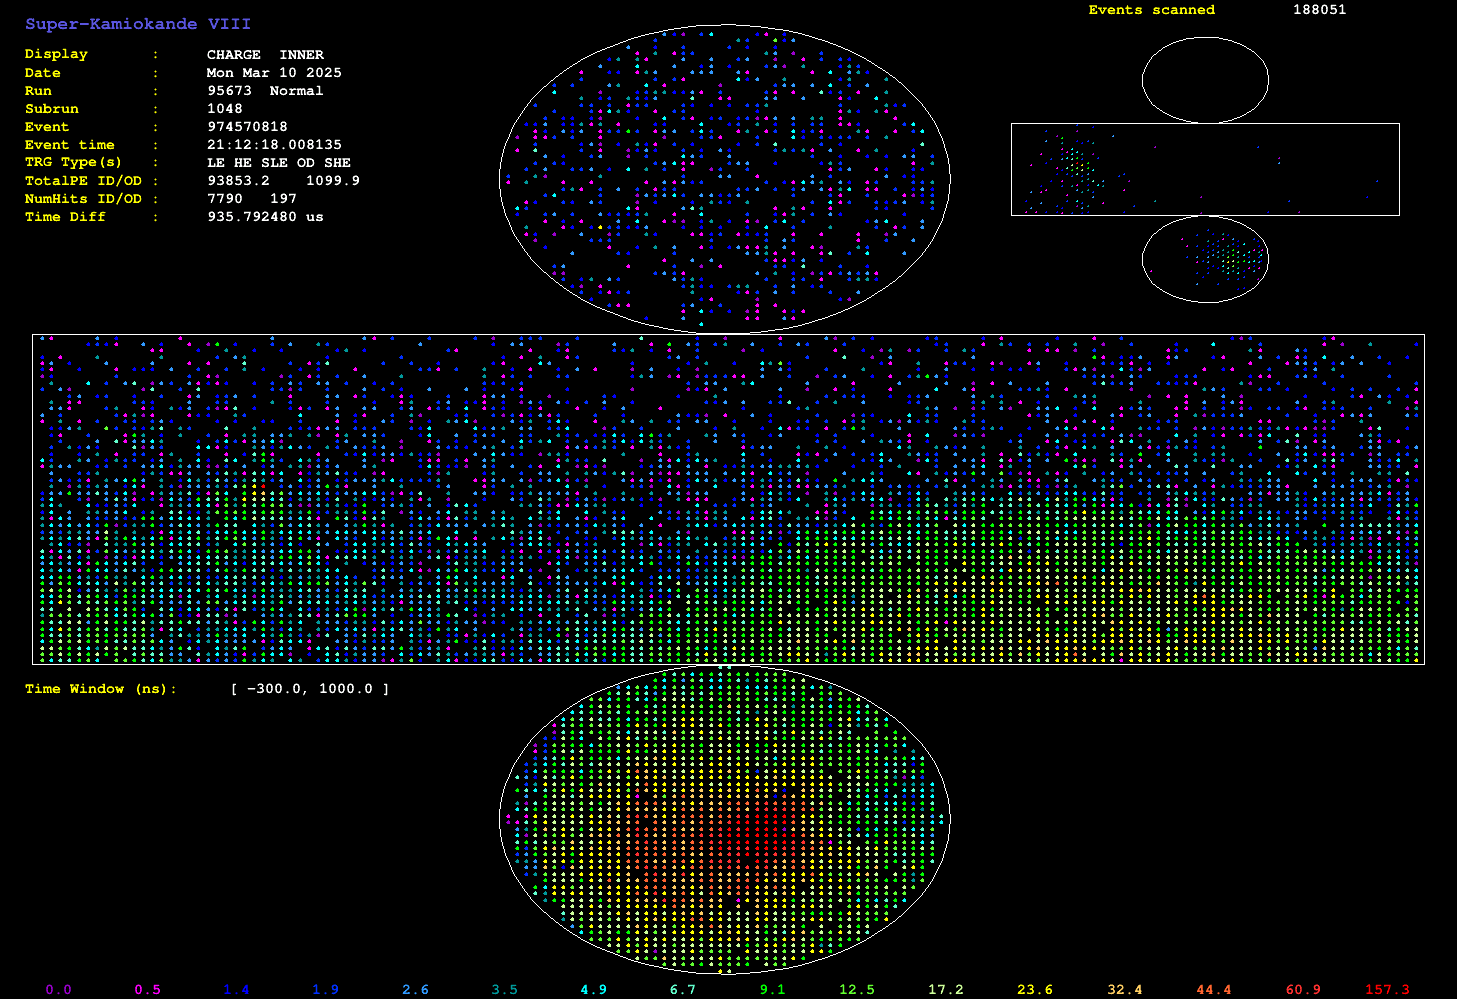 Super-Kamiokande VIII
Events scanned 188051
Display : CHARGE INNER
Date : Mon Mar 10 2025
Run : 95673 Normal
Subrun : 1048
Event : 974570818
Event time : 21:12:18.008135
TRG Type(s) : LE HE SLE OD SHE
TotalPE ID/OD : 93853.2 1099.9
NumHits ID/OD : 7790 197
Time Diff : 935.792480 us
Time Window (ns): [ -300.0, 1000.0 ]
0.0 0.5 1.4 1.9 2.6 3.5 4.9 6.7 9.1 12.5 17.2 23.6 32.4 44.4 60.9 157.3